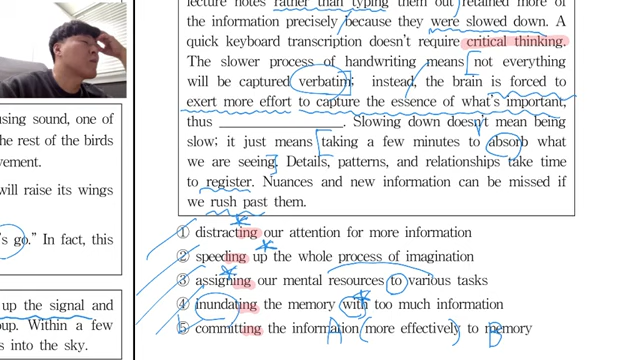 lecture notes rather than typing them out) retained more of
the information precisely because they were slowed down. A
quick keyboard transcription doesn't require critical thinking.
The slower process of handwriting means not everything
will be captured verbatim; instead, the brain is forced to
exert more effort to capture the essence of what's important,
thus ____________________. Slowing down doesn't mean being
slow; it just means taking a few minutes to absorb what
we are seeing. Details, patterns, and relationships take time
to register. Nuances and new information can be missed if
we rush past them.
① distracting our attention for more information
② speeding up the whole process of imagination
③ assigning our mental resources to various tasks
④ inundating the memory with too much information
⑤ committing the information more effectively to memory
A B
using sound, one of
the rest of the birds
vement.
will raise its wings
s go." In fact, this
up the signal and
oup. Within a few
s into the sky.